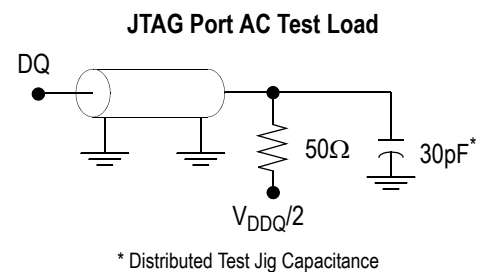 JTAG Port AC Test Load
DQ
50Ω
30pF*
VDDQ/2
* Distributed Test Jig Capacitance